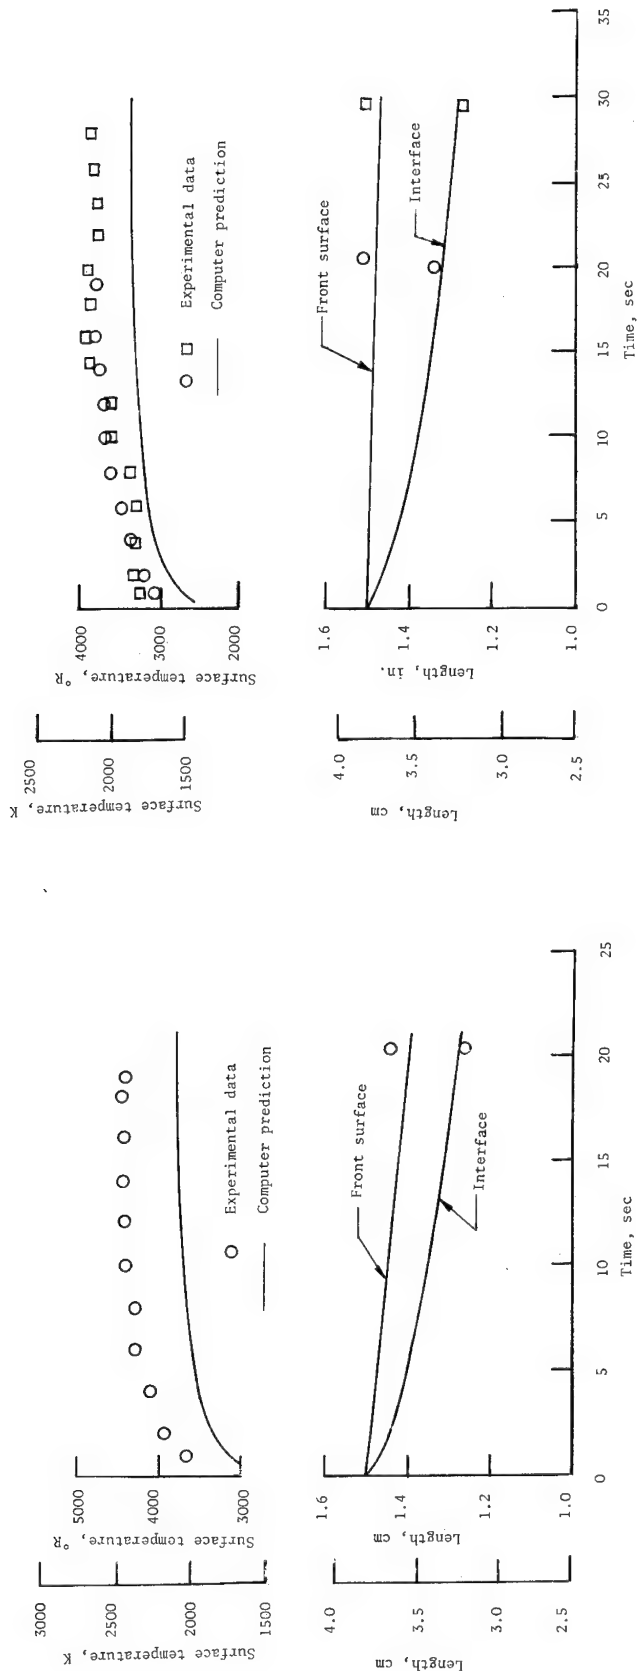 3000
2500
2000
1500
Surface temperature, K
5000
4000
3000
Surface temperature, °R
Experimental data
Computer prediction
4.0
3.5
3.0
2.5
Length, cm
1.6
1.4
1.2
1.0
Length, cm
Front surface
Interface
0
5
10
15
20
25
Time, sec
2500
2000
1500
Surface temperature, K
4000
3000
2000
Surface temperature, °R
Experimental data
Computer prediction
4.0
3.5
3.0
2.5
Length, cm
1.6
1.4
1.2
1.0
Length, in.
Front surface
Interface
0
5
10
15
20
25
30
35
Time, sec